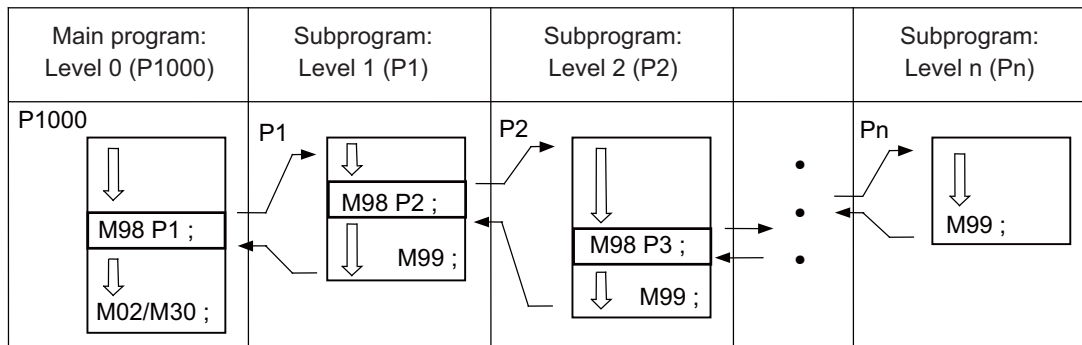 Main program:
Level 0 (P1000)
Subprogram:
Level 1 (P1)
Subprogram:
Level 2 (P2)
Subprogram:
Level n (Pn)
P1000
M98 P1 ;
M02/M30 ;
P1
M98 P2 ;
M99 ;
P2
M98 P3 ;
M99 ;
Pn
M99 ;